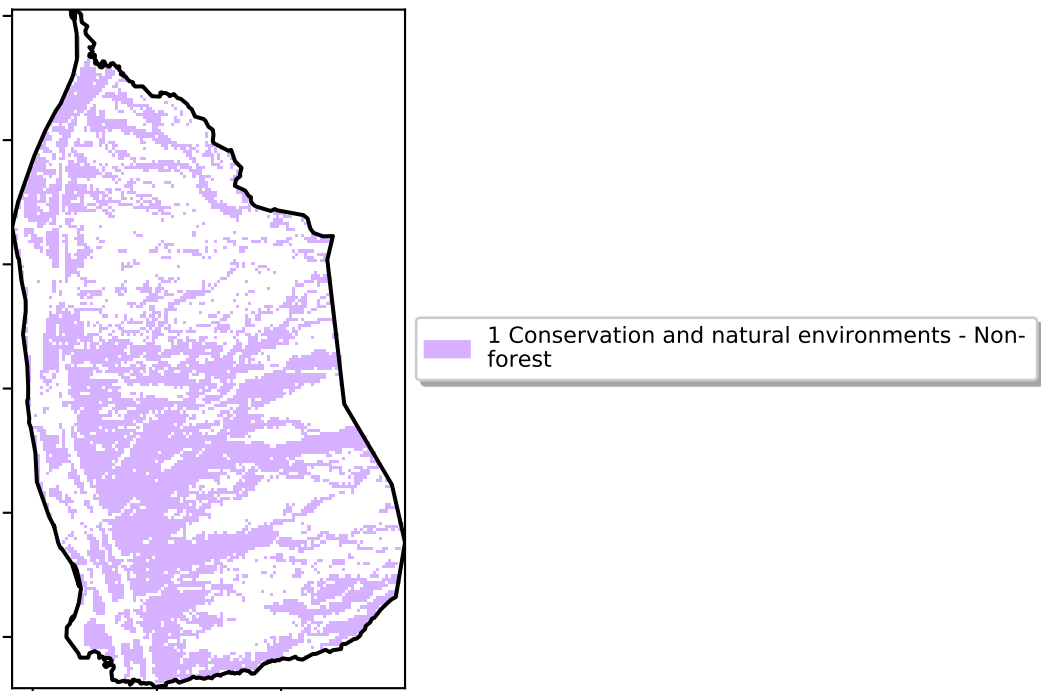 1 Conservation and natural environments - Non-
forest